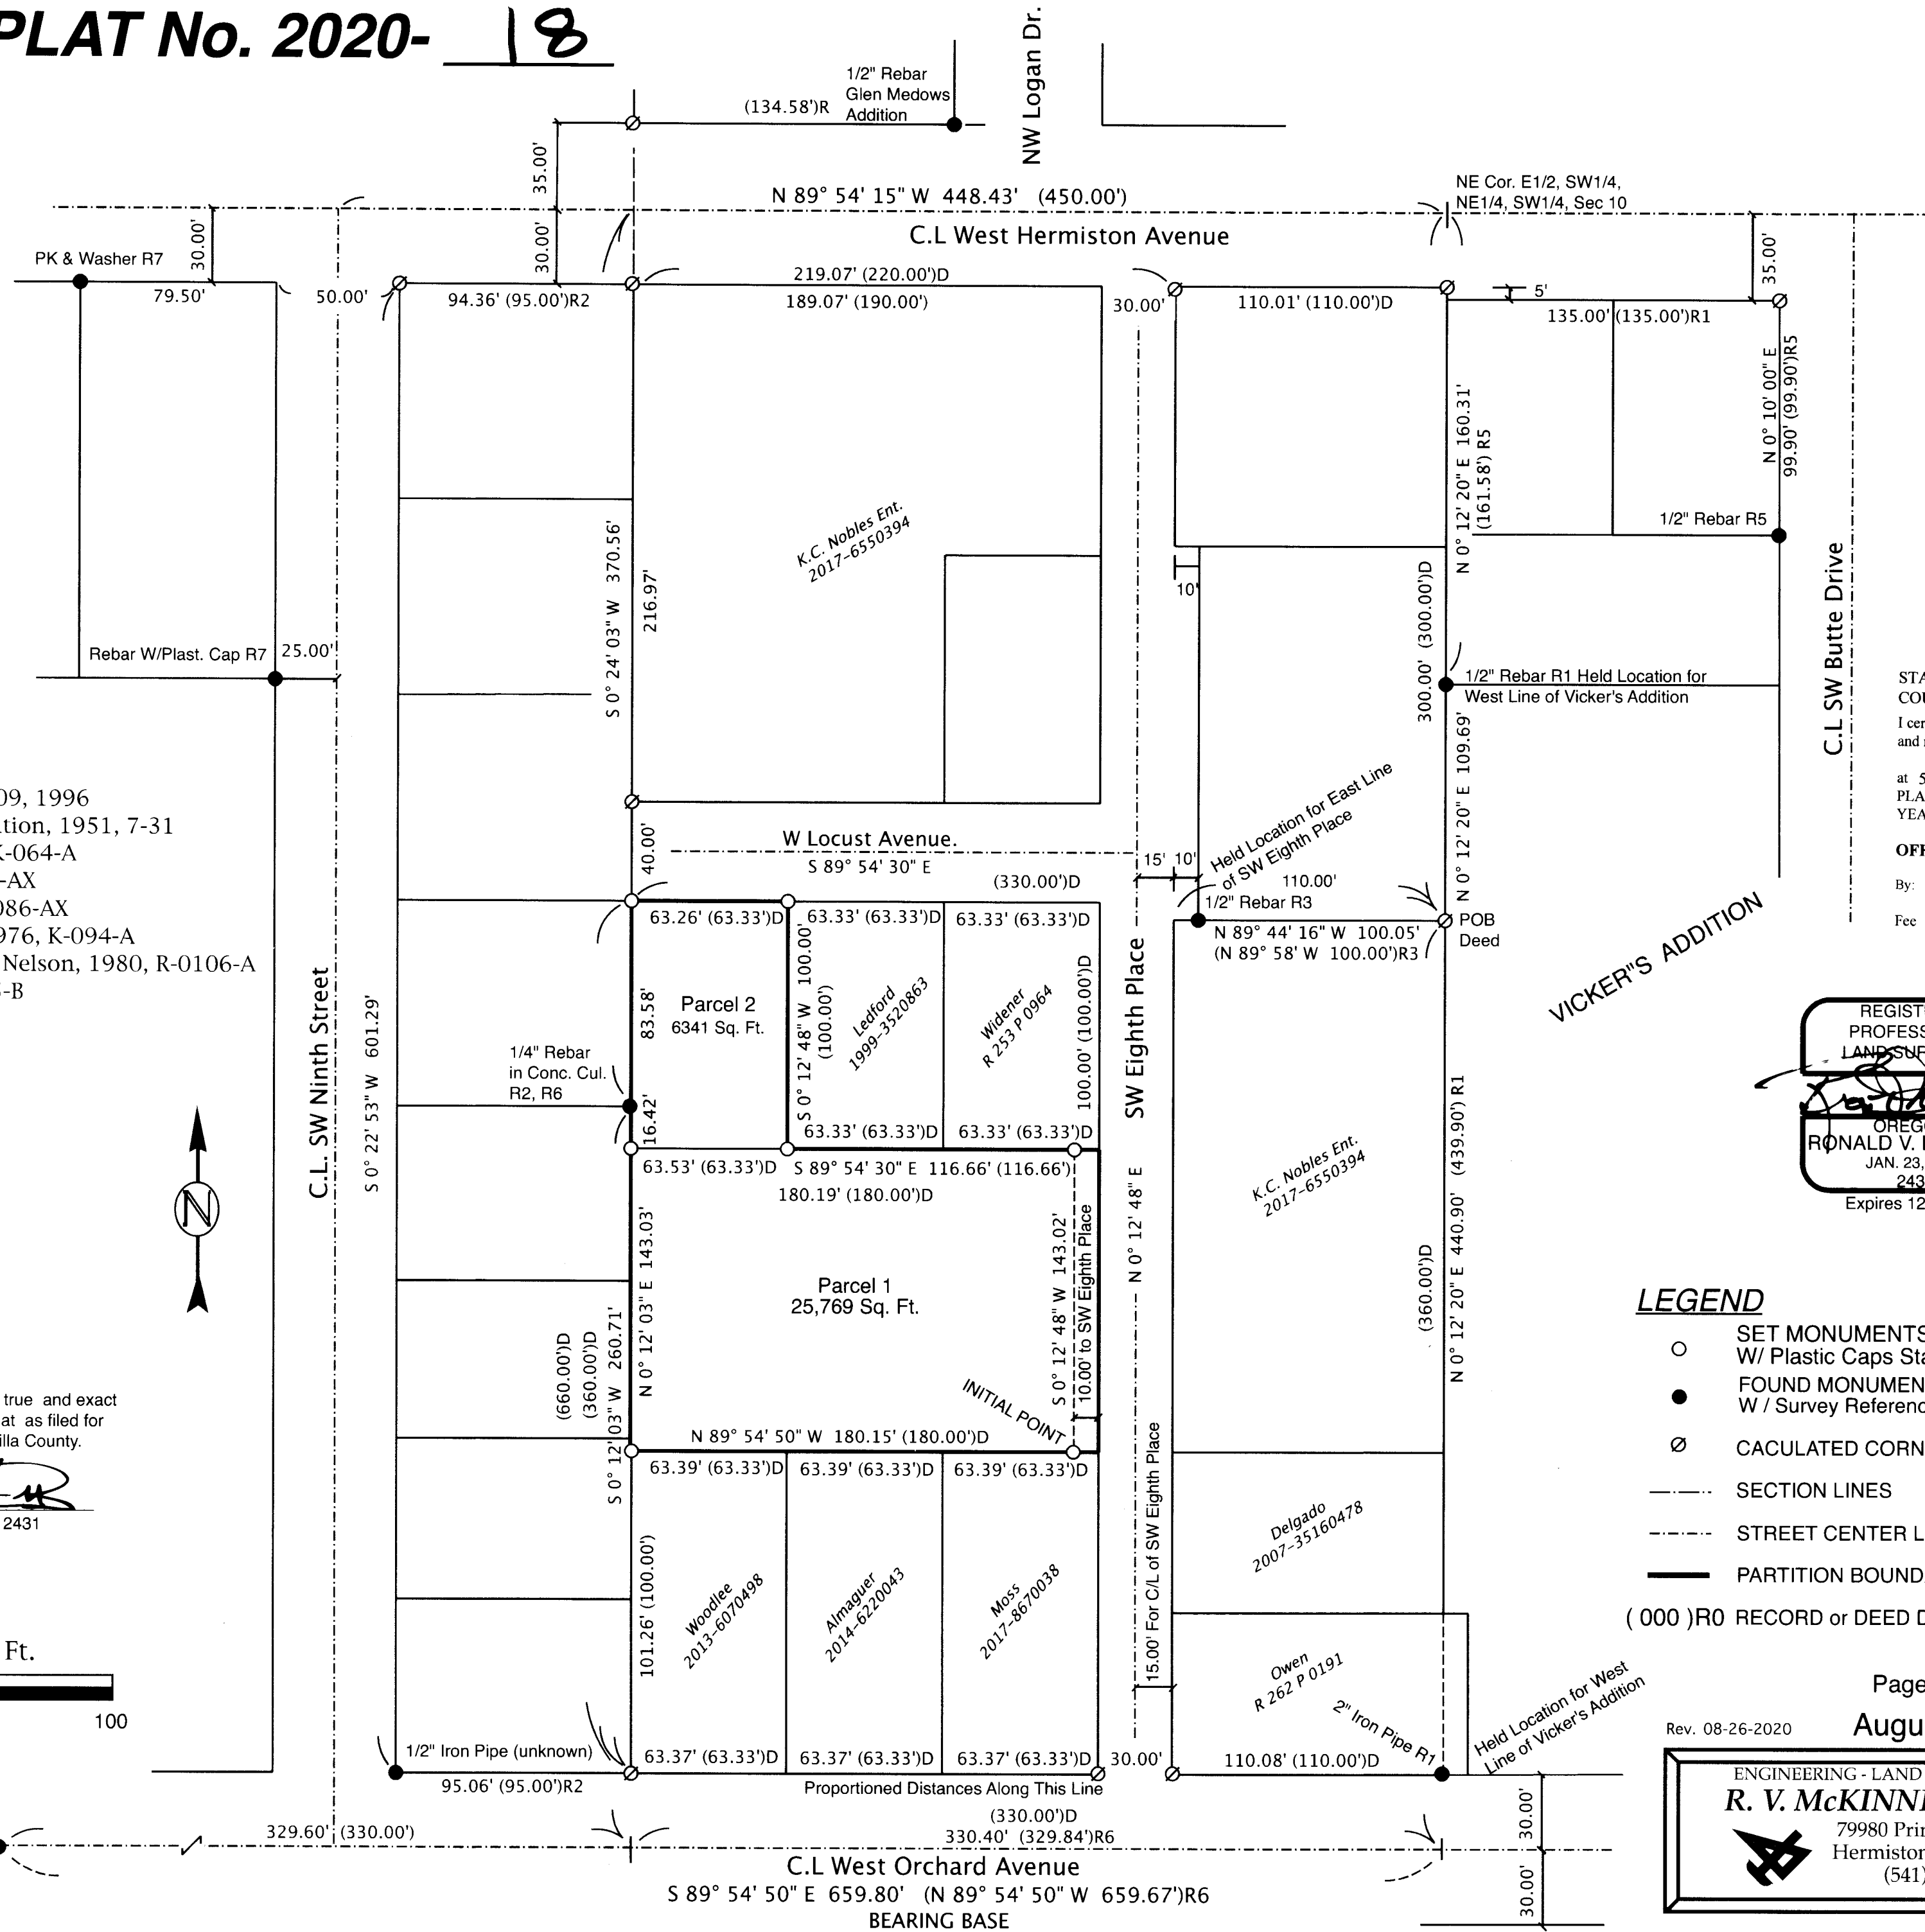 PLAT No. 2020- 18
NW Logan Dr.
1/2" Rebar
Glen Medows
Addition
(134.58')R
35.00'
N 89° 54' 15" W 448.43' (450.00')
NE Cor. E1/2, SW1/4,
NE1/4, SW1/4, Sec 10
C.L West Hermiston Avenue
30.00'
30.00'
35.00'
PK & Washer R7
79.50'
50.00'
94.36' (95.00')R2
219.07' (220.00')D
189.07' (190.00')
30.00'
110.01' (110.00')D
5'
135.00' (135.00')R1
N 0° 10' 00" E
99.90' (99.90')R5
N 0° 12' 20" E 160.31'
(161.58') R5
1/2" Rebar R5
K.C. Nobles Ent.
2017-6550394
S 0° 24' 03" W 370.56'
216.97'
10'
300.00' (300.00')D
C.L SW Butte Drive
Rebar W/Plast. Cap R7
25.00'
1/2" Rebar R1 Held Location for
West Line of Vicker's Addition
STA
COU
I cer
and r
at 5
PLA
YEA
OFF
By:
Fee
09, 1996
ation, 1951, 7-31
K-064-A
-AX
086-AX
976, K-094-A
Nelson, 1980, R-0106-A
-B
N 0° 12' 20" E 109.69'
Held Location for East Line
of SW Eighth Place
W Locust Avenue.
S 89° 54' 30" E
40.00'
(330.00')D
15' 10'
110.00'
1/2" Rebar R3
N 89° 44' 16" W 100.05'
(N 89° 58' W 100.00')R3
POB
Deed
VICKER"S ADDITION
63.26' (63.33')D
63.33' (63.33')D
63.33' (63.33')D
Parcel 2
6341 Sq. Ft.
83.58'
S 0° 12' 48" W 100.00'
(100.00')
Ledford
1999-3520863
Widener
R 253 P 0964
100.00' (100.00')D
SW Eighth Place
C.L. SW Ninth Street
S 0° 22' 53" W 601.29'
1/4" Rebar
in Conc. Cul.
R2, R6
16.42'
63.33' (63.33')D
63.33' (63.33')D
63.53' (63.33')D
S 89° 54' 30" E 116.66' (116.66')
180.19' (180.00')D
REGIST
PROFESS
LAND SUR
OREG
RONALD V.
JAN. 23,
243
Expires 12
N
N 0° 12' 48" E
K.C. Nobles Ent.
2017-6550394
N 0° 12' 20" E 440.90' (439.90') R1
(360.00')D
Parcel 1
25,769 Sq. Ft.
N 0° 12' 03" E 143.03'
S 0° 12' 48" W 143.02'
10.00' to SW Eighth Place
(660.00')D
(360.00')D
S 0° 12' 03" W 260.71'
INITIAL POINT
N 89° 54' 50" W 180.15' (180.00')D
63.39' (63.33')D
63.39' (63.33')D
63.39' (63.33')D
LEGEND
SET MONUMENTS
W/ Plastic Caps Sta
FOUND MONUMEN
W / Survey Referenc
CACULATED CORN
SECTION LINES
STREET CENTER L
PARTITION BOUND
( 000 )R0 RECORD or DEED D
true and exact
at as filed for
illa County.
2431
101.26' (100.00')
Woodlee
2013-6070498
Almaguer
2014-6220043
Moss
2017-8670038
15.00' For C/L of SW Eighth Place
Delgado
2007-35160478
Owen
R 262 P 0191
2" Iron Pipe R1
Held Location for West
Line of Vicker's Addition
Ft.
100
1/2" Iron Pipe (unknown)
95.06' (95.00')R2
63.37' (63.33')D
63.37' (63.33')D
63.37' (63.33')D
30.00'
110.08' (110.00')D
Proportioned Distances Along This Line
(330.00')D
329.60' (330.00')
330.40' (329.84')R6
C.L West Orchard Avenue
S 89° 54' 50" E 659.80' (N 89° 54' 50" W 659.67')R6
BEARING BASE
30.00'
30.00'
Page
Rev. 08-26-2020
Augu
ENGINEERING - LAND
R. V. McKINN
79980 Prin
Hermiston
(541)